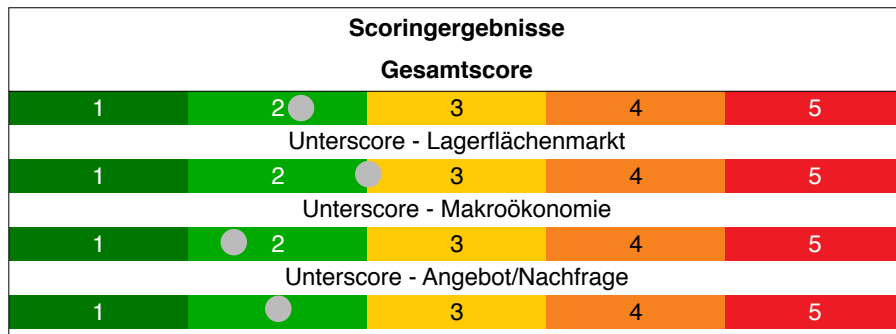 Scoringergebnisse
Gesamtscore
1 2 3 4 5
Unterscore - Lagerflächenmarkt
1 2 3 4 5
Unterscore - Makroökonomie
1 2 3 4 5
Unterscore - Angebot/Nachfrage
1 3 4 5